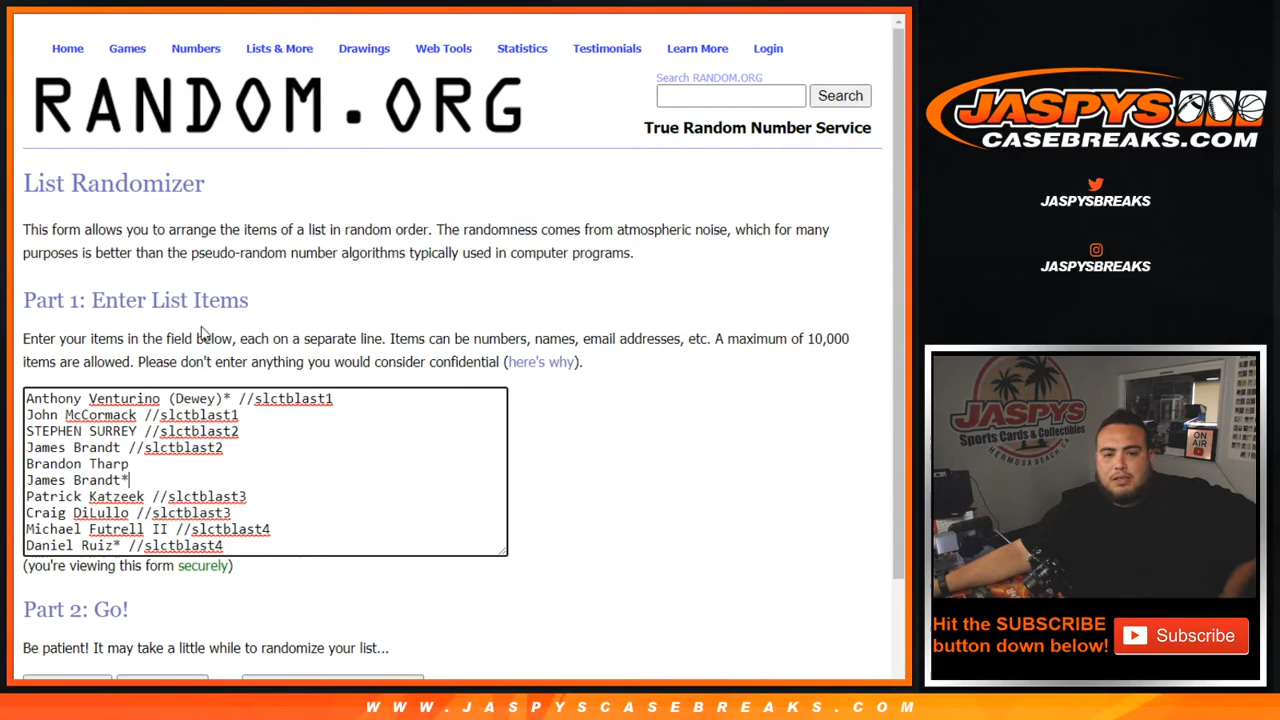 Home Games Numbers Lists & More Drawings Web Tools Statistics Testimonials Learn More Login
RANDOM.ORG
Search RANDOM.ORG
Search
True Random Number Service
List Randomizer
This form allows you to arrange the items of a list in random order. The randomness comes from atmospheric noise, which for many
purposes is better than the pseudo-random number algorithms typically used in computer programs.
Part 1: Enter List Items
Enter your items in the field below, each on a separate line. Items can be numbers, names, email addresses, etc. A maximum of 10,000
items are allowed. Please don't enter anything you would consider confidential (here's why).
Anthony Venturino (Dewey)* //slctblast1
John McCormack //slctblast1
STEPHEN SURREY //slctblast2
James Brandt //slctblast2
Brandon Tharp
James Brandt*
Patrick Katzeek //slctblast3
Craig DiLullo //slctblast3
Michael Futrell II //slctblast4
Daniel Ruiz* //slctblast4
(you're viewing this form securely)
Part 2: Go!
Be patient! It may take a little while to randomize your list...
JASPYS
CASEBREAKS.COM
JASPYSBREAKS
JASPYSBREAKS
JASPYS
Sports Cards & Collectibles
HERMOSA BEACH, CA
ON AIR
Hit the SUBSCRIBE
button down below!
Subscribe
WWW.JASPYSCASEBREAKS.COM